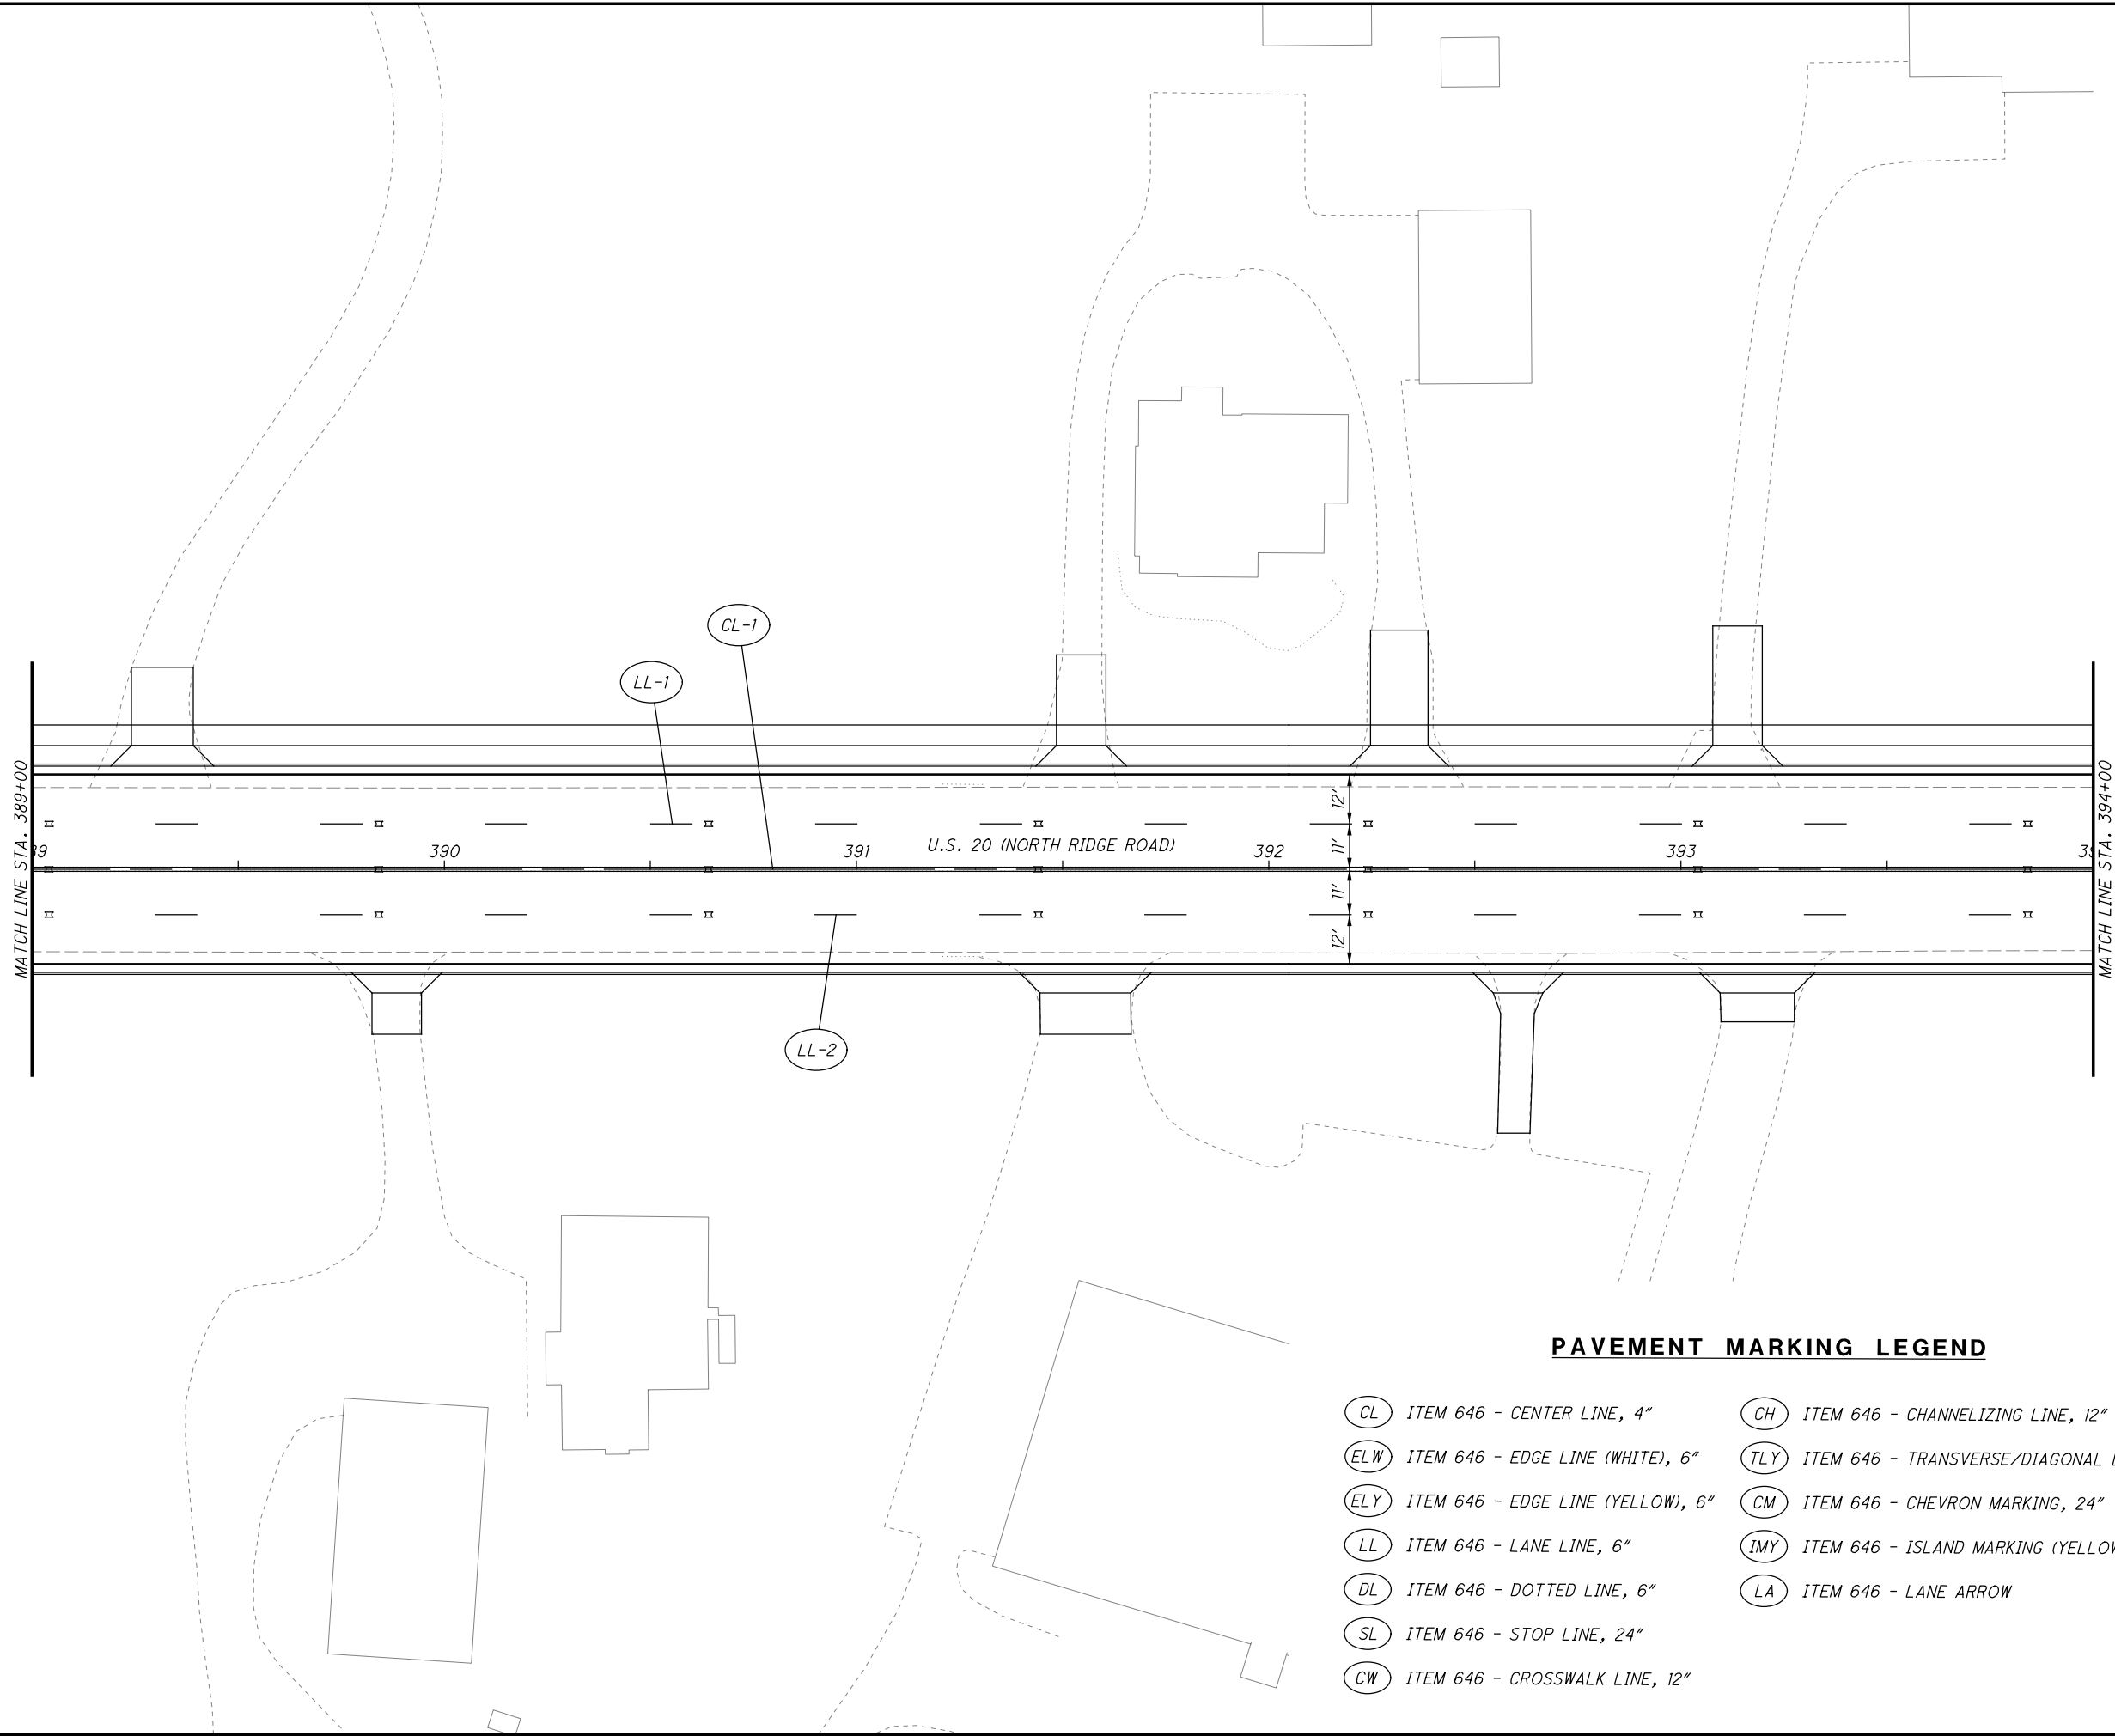 CL-1
LL-1
MATCH LINE STA. 389+00
MATCH LINE STA. 394+00
12'
11'
U.S. 20 (NORTH RIDGE ROAD)
390
391
392
393
11'
12'
LL-2
PAVEMENT MARKING LEGEND
CL ITEM 646 - CENTER LINE, 4"
ELW ITEM 646 - EDGE LINE (WHITE), 6"
ELY ITEM 646 - EDGE LINE (YELLOW), 6"
LL ITEM 646 - LANE LINE, 6"
DL ITEM 646 - DOTTED LINE, 6"
SL ITEM 646 - STOP LINE, 24"
CW ITEM 646 - CROSSWALK LINE, 12"
CH ITEM 646 - CHANNELIZING LINE, 12"
TLY ITEM 646 - TRANSVERSE/DIAGONAL
CM ITEM 646 - CHEVRON MARKING, 24"
IMY ITEM 646 - ISLAND MARKING
LA ITEM 646 - LANE ARROW